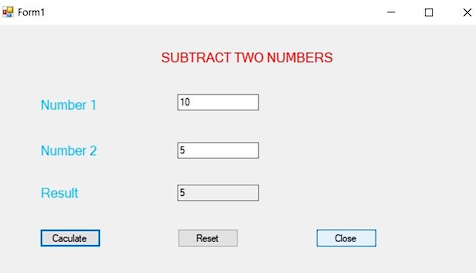 Form1
SUBTRACT TWO NUMBERS
Number 1 10
Number 2 5
Result 5
Caculate Reset Close